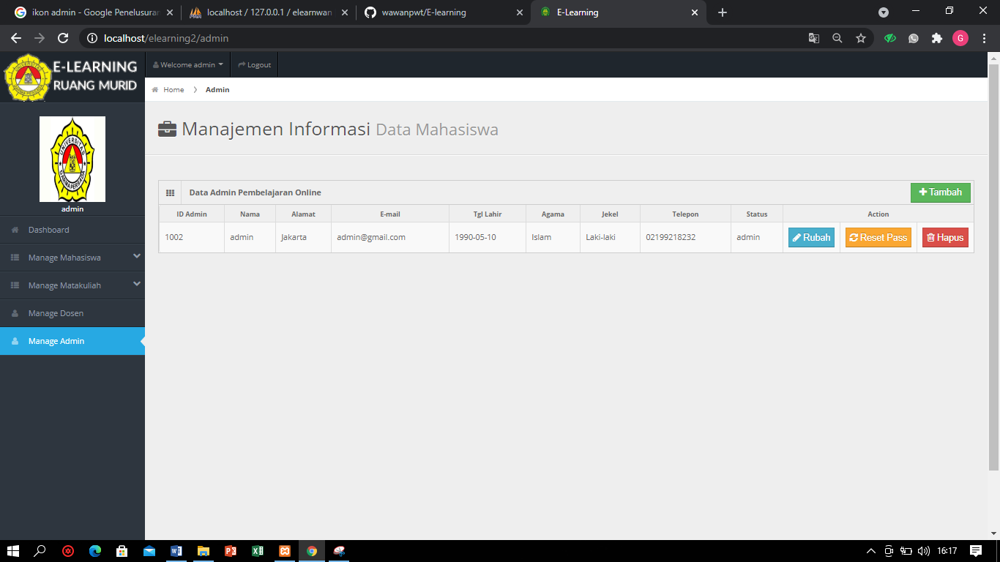 ikon admin - Google Penelusuran
localhost / 127.0.0.1 / elearnwan
wawanpwt/E-learning
E-Learning
localhost/elearning2/admin
G
E-LEARNING
RUANG MURID
Welcome admin
Logout
Home
Admin
Manajemen Informasi Data Mahasiswa
admin
Dashboard
Manage Mahasiswa
Manage Matakuliah
Manage Dosen
Manage Admin
Data Admin Pembelajaran Online
Tambah
ID Admin Nama Alamat E-mail Tgl Lahir Agama Jekel Telepon Status Action
1002 admin Jakarta admin@gmail.com 1990-05-10 Islam Laki-laki 02199218232 admin Rubah Reset Pass Hapus
16:17